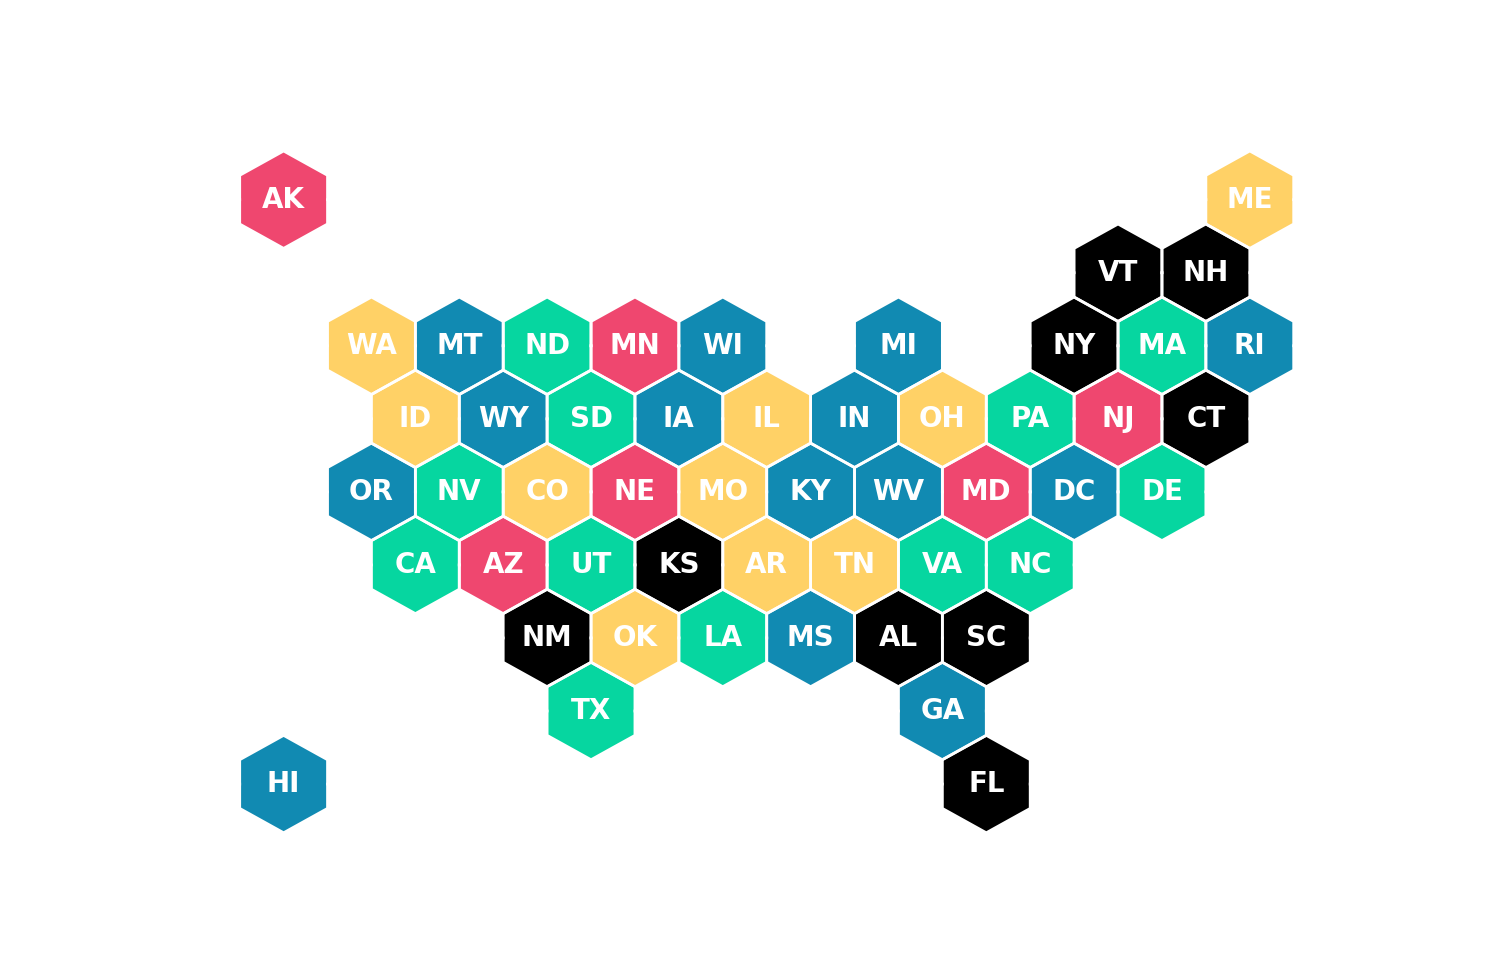 AK ME
VT NH
WA MT ND MN WI MI NY MA RI
ID WY SD IA IL IN OH PA NJ CT
OR NV CO NE MO KY WV MD DC DE
CA AZ UT KS AR TN VA NC
NM OK LA MS AL SC
TX GA
HI FL